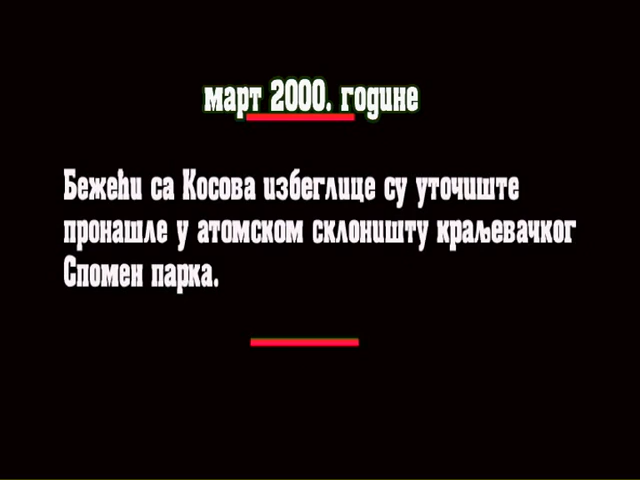 март 2000. године
Бежећи са Косова избеглице су уточиште
пронашле у атомском склоништу краљевачког
Спомен парка.